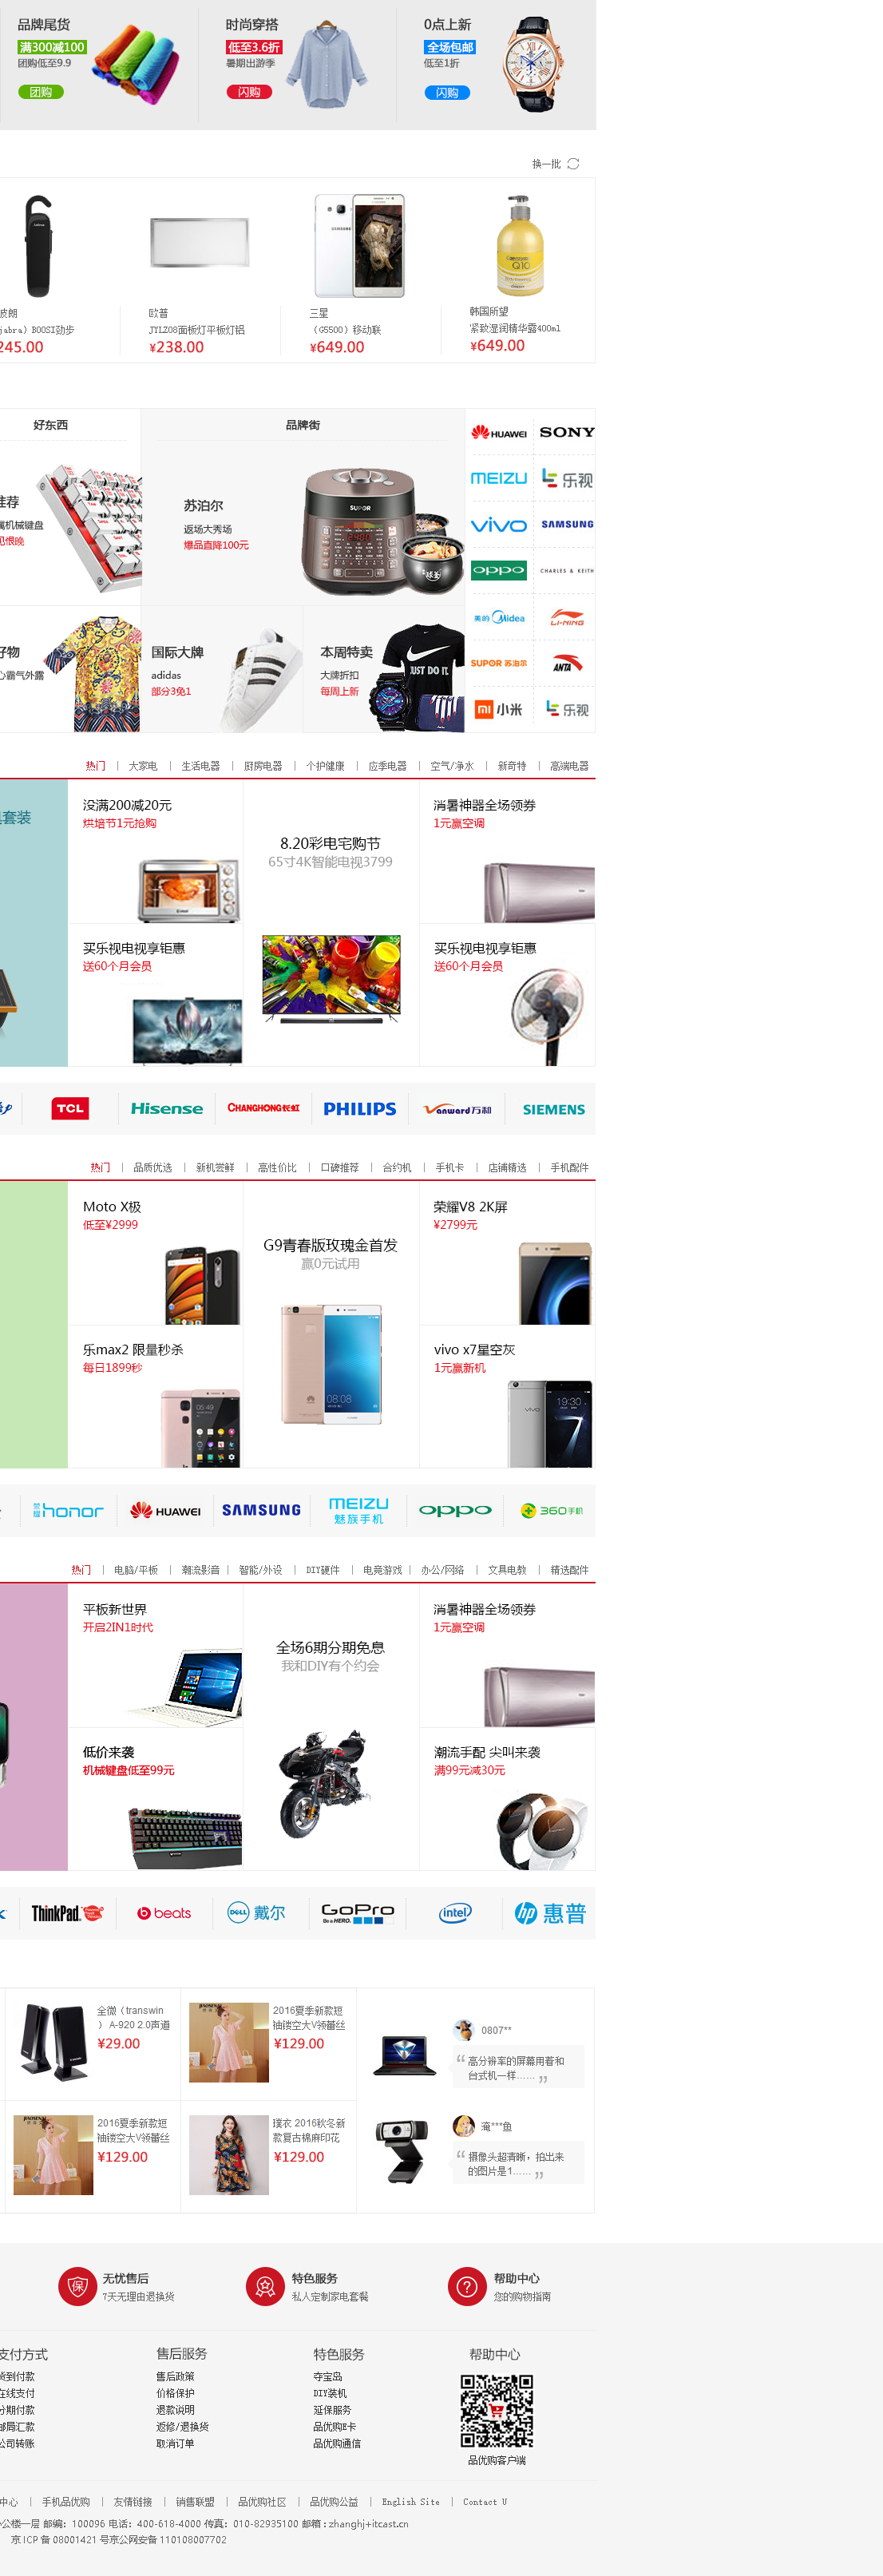 品牌尾货
满300减100
团购低至9.9
团购
时尚穿搭
低至3.6折
暑期出游季
闪购
0点上新
全场包邮
低至1折
闪购
换一批
波朗
jabra）BOOSI劲步
245.00
欧普
JYLZ08面板灯平板灯铝
¥238.00
三星
（G5500）移动联
¥649.00
韩国所望
紧致湿润精华露400ml
¥649.00
好东西
推荐
属机械键盘
见恨晚
品牌街
苏泊尔
返场大秀场
爆品直降100元
SUPOR
好物
心霸气外露
国际大牌
adidas
部分3免1
本周特卖
大牌折扣
每周上新
JUST DO IT.
HUAWEI SONY
MEIZU 乐视
vivo SAMSUNG
OPPO CHARLES & KEITH
美的 Midea LI-NING
SUPOR 苏泊尔 ANTA
小米 乐视
热门 | 大家电 | 生活电器 | 厨房电器 | 个护健康 | 应季电器 | 空气/净水 | 新奇特 | 高端电器
套装
没满200减20元
烘培节1元抢购
买乐视电视享钜惠
送60个月会员
40"
8.20彩电宅购节
65寸4K智能电视3799
消暑神器全场领券
1元赢空调
买乐视电视享钜惠
送60个月会员
TCL Hisense CHANGHONG长虹 PHILIPS Vanward万和 SIEMENS
热门 | 品质优选 | 新机尝鲜 | 高性价比 | 口碑推荐 | 合约机 | 手机卡 | 店铺精选 | 手机配件
Moto X极
低至¥2999
乐max2 限量秒杀
每日1899秒
G9青春版玫瑰金首发
赢0元试用
08:08
荣耀V8 2K屏
¥2799元
vivo x7星空灰
1元赢新机
荣耀 honor HUAWEI SAMSUNG MEIZU 魅族手机 OPPO 360手机
热门 | 电脑/平板 | 潮流影音 | 智能/外设 | DIY硬件 | 电竞游戏 | 办公/网络 | 文具电教 | 精选配件
平板新世界
开启2IN1时代
低价来袭
机械键盘低至99元
全场6期分期免息
我和DIY有个约会
消暑神器全场领券
1元赢空调
潮流手配 尖叫来袭
满99元减30元
ThinkPad beats DELL 戴尔 GoPro Be a HERO. intel hp 惠普
全微（transwin
） A-920 2.0声道
¥29.00
2016夏季新款短
袖镂空大V领蕾丝
¥129.00
2016夏季新款短
袖镂空大V领蕾丝
¥129.00
璞衣 2016秋冬新
款复古棉麻印花
¥129.00
0807**
“ 高分辨率的屏幕用着和
台式机一样…… ”
毫***鱼
“ 摄像头超清晰，拍出来
的图片是1…… ”
保
无忧售后
7天无理由退换货
特色服务
私人定制家电套餐
帮助中心
您的购物指南
支付方式
货到付款
在线支付
分期付款
邮局汇款
公司转账
售后服务
售后政策
价格保护
退款说明
返修/退换货
取消订单
特色服务
夺宝岛
DIY装机
延保服务
品优购E卡
品优购通信
帮助中心
品优购客户端
中心 | 手机品优购 | 友情链接 | 销售联盟 | 品优购社区 | 品优购公益 | English Site | Contact U
办公楼一层 邮编：100096 电话：400-618-4000 传真：010-82935100 邮箱：zhanghj+itcast.cn
京 ICP 备 08001421 号京公网安备 110108007702